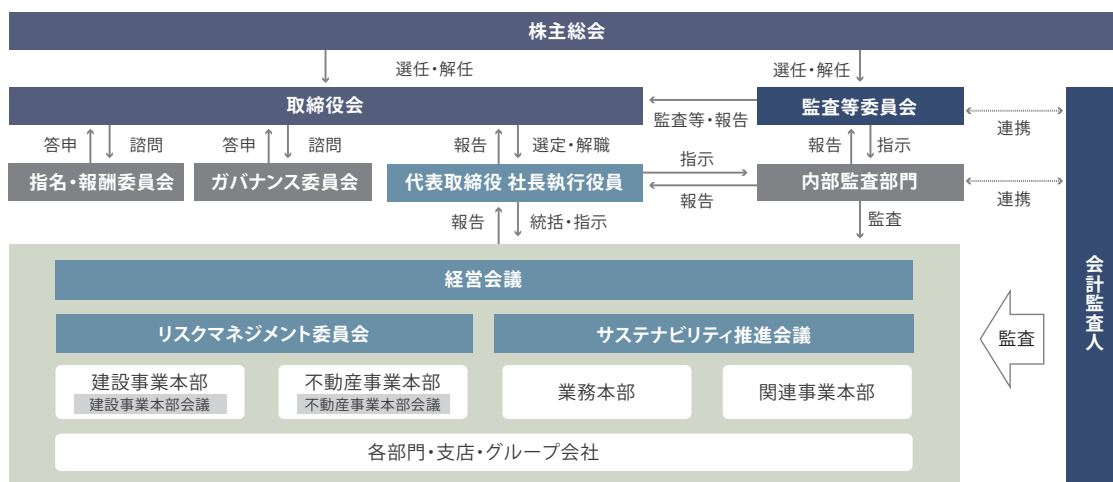 株主総会
選任・解任
選任・解任
取締役会
監査等委員会
監査等・報告
連携
答申
諮問
答申
諮問
報告
選定・解職
報告
指示
指名・報酬委員会
ガバナンス委員会
代表取締役 社長執行役員
指示
報告
内部監査部門
連携
報告
統括・指示
監査
経営会議
リスクマネジメント委員会
サステナビリティ推進会議
建設事業本部
建設事業本部会議
不動産事業本部
不動産事業本部会議
業務本部
関連事業本部
各部門・支店・グループ会社
監査
会計監査人